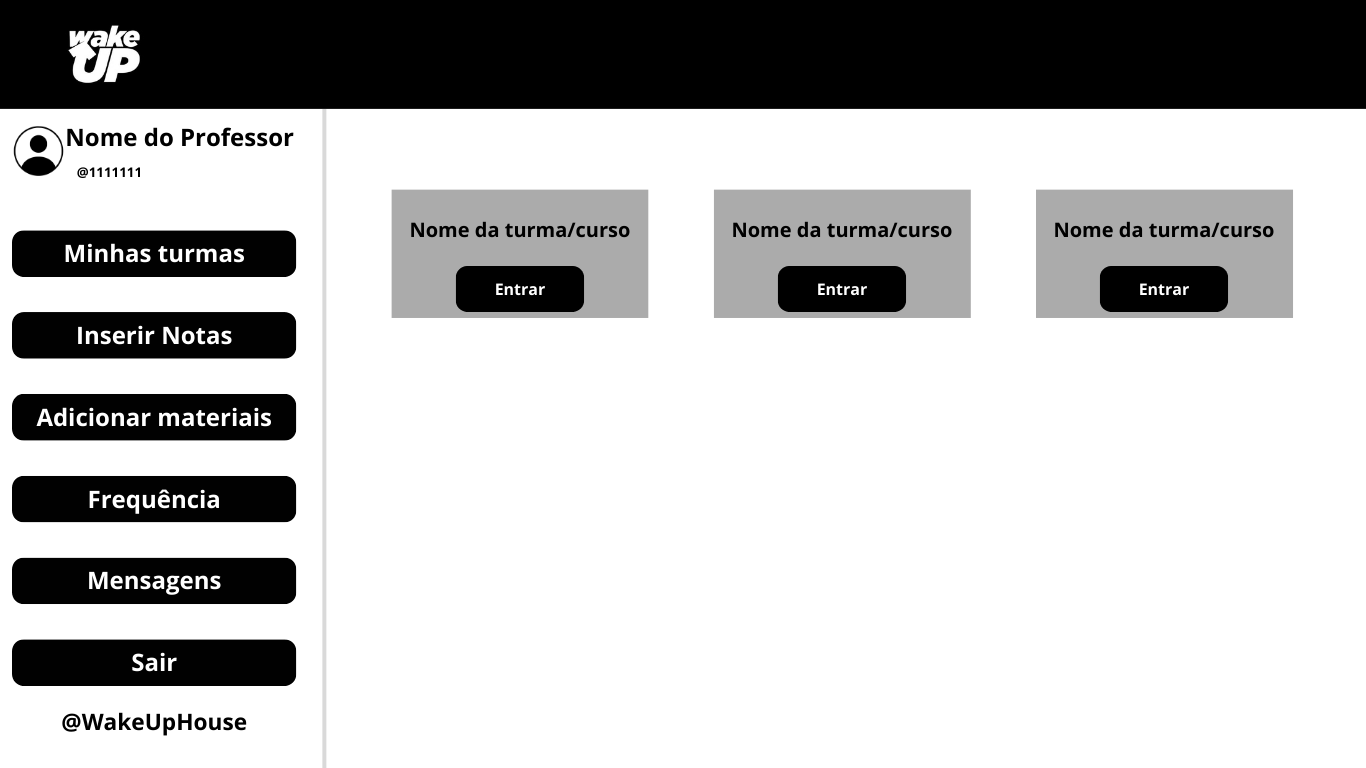 wake
UP
Nome do Professor
@1111111
Minhas turmas
Inserir Notas
Adicionar materiais
Frequência
Mensagens
Sair
@WakeUpHouse
Nome da turma/curso
Entrar
Nome da turma/curso
Entrar
Nome da turma/curso
Entrar